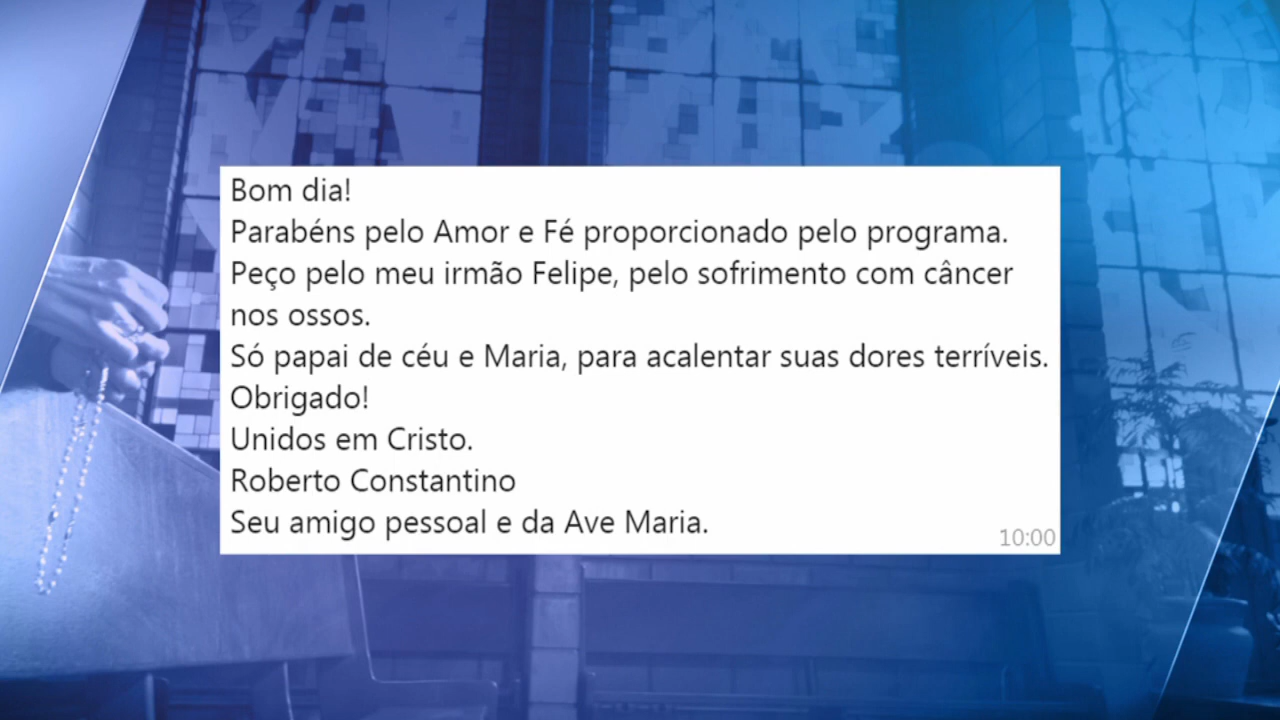 Bom dia!
Parabéns pelo Amor e Fé proporcionado pelo programa.
Peço pelo meu irmão Felipe, pelo sofrimento com câncer
nos ossos.
Só papai de céu e Maria, para acalentar suas dores terríveis.
Obrigado!
Unidos em Cristo.
Roberto Constantino
Seu amigo pessoal e da Ave Maria.
10:00